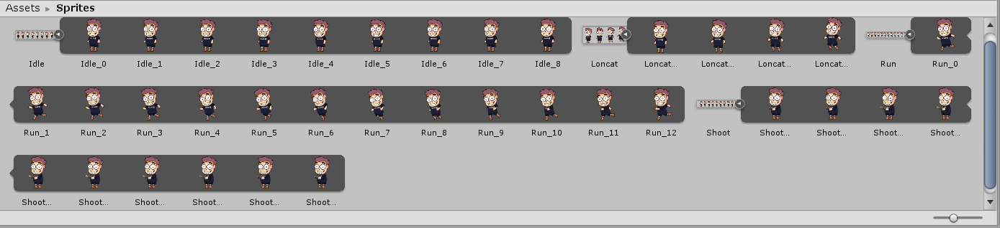 Assets ▸ Sprites
Idle Idle_0 Idle_1 Idle_2 Idle_3 Idle_4 Idle_5 Idle_6 Idle_7 Idle_8 Loncat Loncat... Loncat... Loncat... Loncat... Run Run_0
Run_1 Run_2 Run_3 Run_4 Run_5 Run_6 Run_7 Run_8 Run_9 Run_10 Run_11 Run_12 Shoot Shoot... Shoot... Shoot... Shoot...
Shoot... Shoot... Shoot... Shoot... Shoot... Shoot...